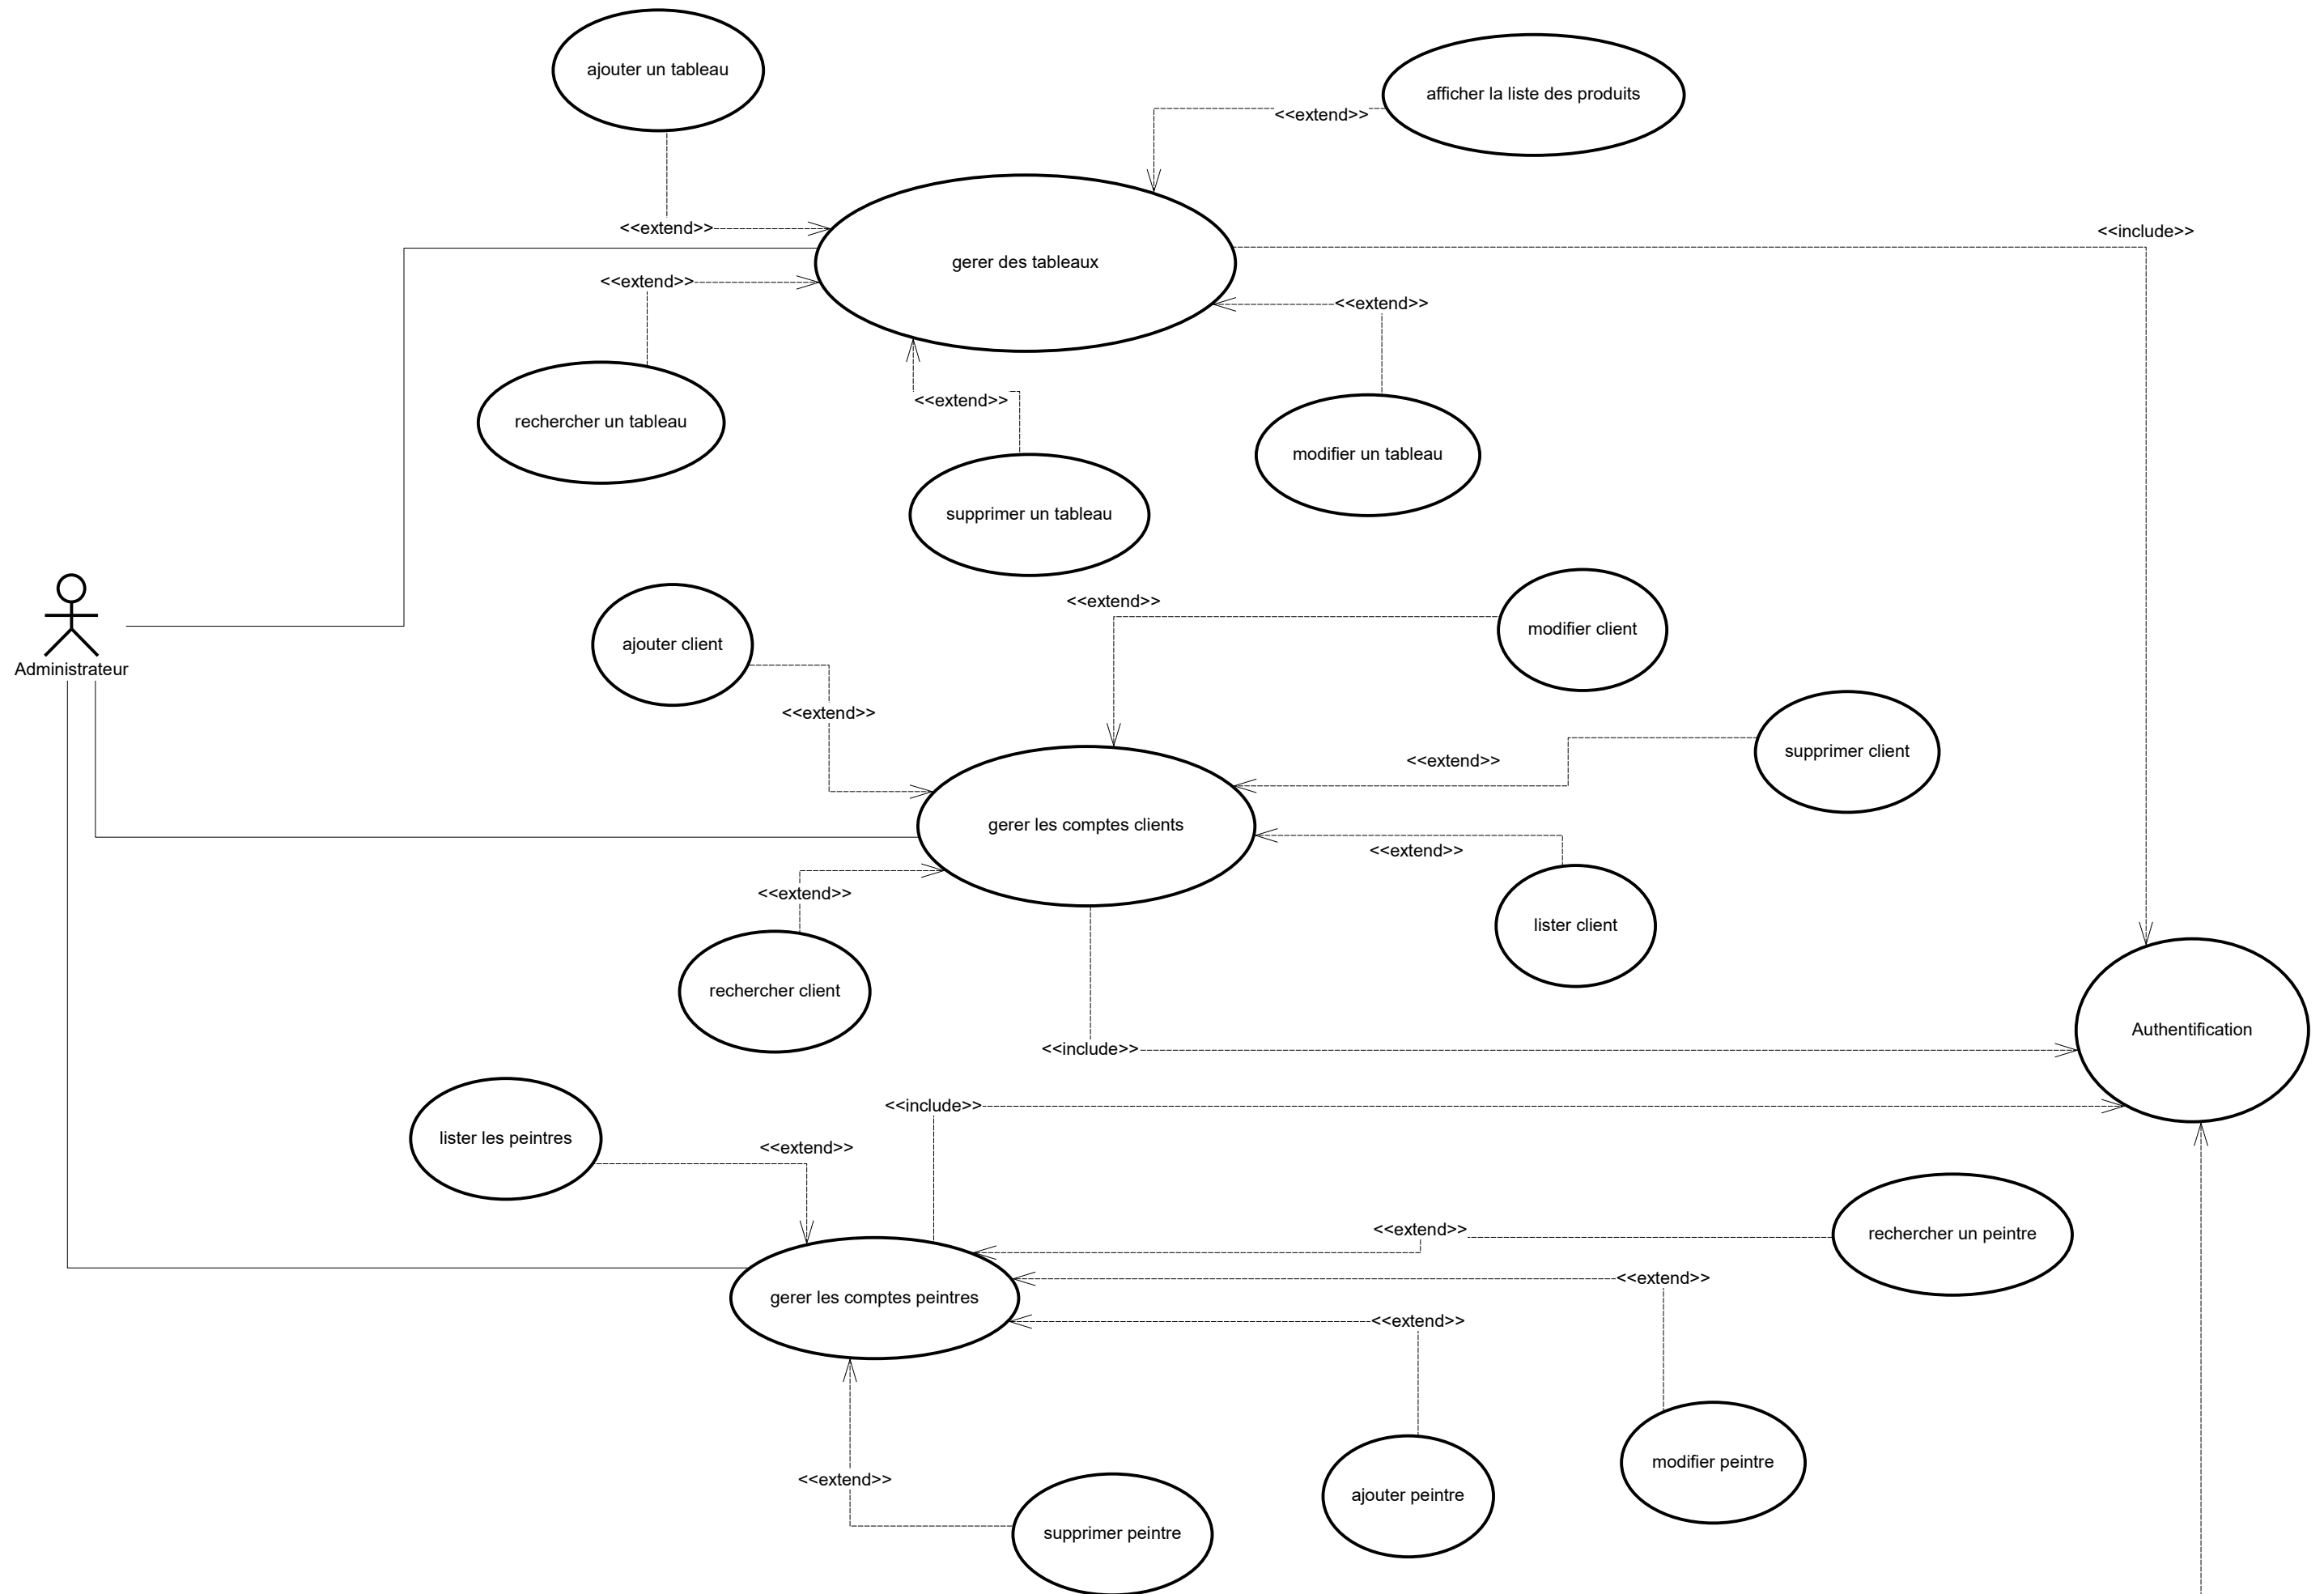 ajouter un tableau
afficher la liste des produits
<<extend>>
<<extend>>
<<include>>
gerer des tableaux
<<extend>>
<<extend>>
<<extend>>
rechercher un tableau
modifier un tableau
supprimer un tableau
<<extend>>
modifier client
ajouter client
Administrateur
<<extend>>
supprimer client
<<extend>>
gerer les comptes clients
<<extend>>
<<extend>>
lister client
rechercher client
Authentification
<<include>>
<<include>>
lister les peintres
<<extend>>
<<extend>>
rechercher un peintre
<<extend>>
gerer les comptes peintres
<<extend>>
modifier peintre
<<extend>>
ajouter peintre
supprimer peintre